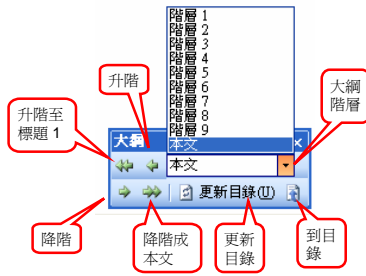 階層 1
階層 2
階層 3
階層 4
階層 5
階層 6
階層 7
階層 8
階層 9
本文
升階
大綱
階層
升階至
標題 1
大綱
本文
更新目錄(U)
降階
降階成
本文
更新
目錄
到目
錄